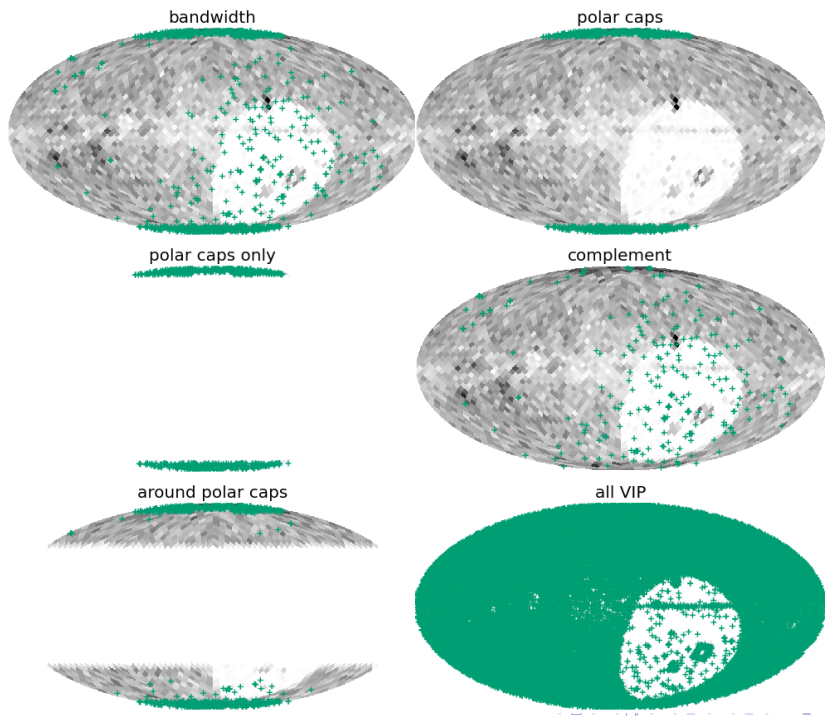 bandwidth
polar caps
polar caps only
complement
around polar caps
all VIP